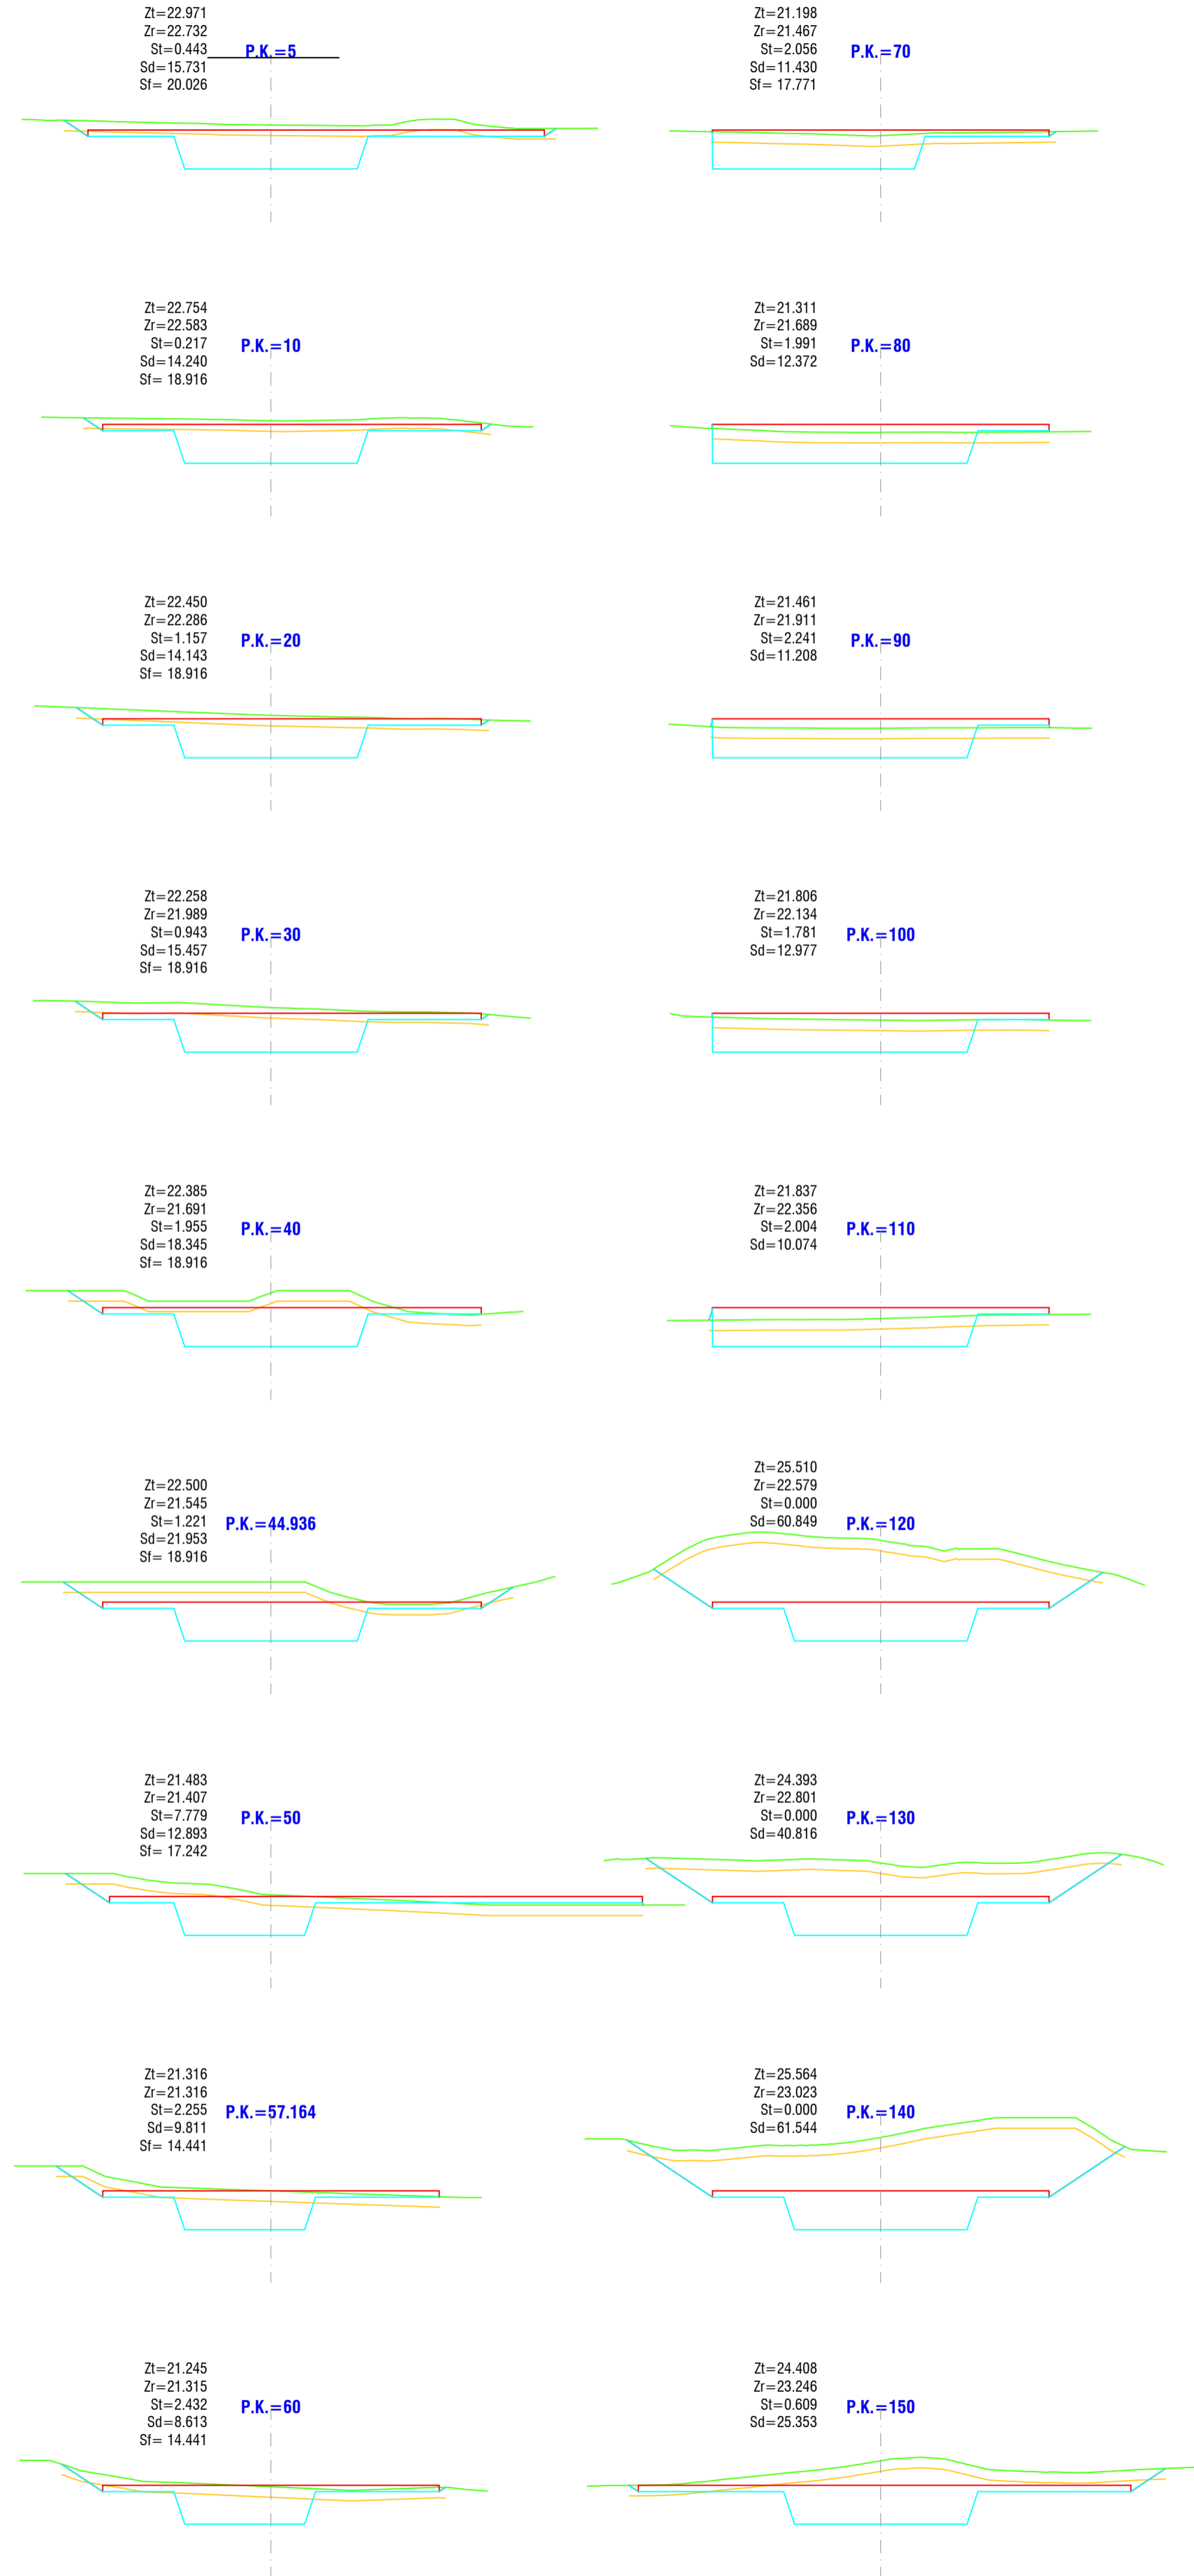 Zt=22.971
Zr=22.732
St=0.443
Sd=15.731
Sf= 20.026
P.K.=5
Zt=22.754
Zr=22.583
St=0.217
Sd=14.240
Sf= 18.916
P.K.=10
Zt=22.450
Zr=22.286
St=1.157
Sd=14.143
Sf= 18.916
P.K.=20
Zt=22.258
Zr=21.989
St=0.943
Sd=15.457
Sf= 18.916
P.K.=30
Zt=22.385
Zr=21.691
St=1.955
Sd=18.345
Sf= 18.916
P.K.=40
Zt=22.500
Zr=21.545
St=1.221
Sd=21.953
Sf= 18.916
P.K.=44.936
Zt=21.483
Zr=21.407
St=7.779
Sd=12.893
Sf= 17.242
P.K.=50
Zt=21.316
Zr=21.316
St=2.255
Sd=9.811
Sf= 14.441
P.K.=57.164
Zt=21.245
Zr=21.315
St=2.432
Sd=8.613
Sf= 14.441
P.K.=60
Zt=21.198
Zr=21.467
St=2.056
Sd=11.430
Sf= 17.771
P.K.=70
Zt=21.311
Zr=21.689
St=1.991
Sd=12.372
P.K.=80
Zt=21.461
Zr=21.911
St=2.241
Sd=11.208
P.K.=90
Zt=21.806
Zr=22.134
St=1.781
Sd=12.977
P.K.=100
Zt=21.837
Zr=22.356
St=2.004
Sd=10.074
P.K.=110
Zt=25.510
Zr=22.579
St=0.000
Sd=60.849
P.K.=120
Zt=24.393
Zr=22.801
St=0.000
Sd=40.816
P.K.=130
Zt=25.564
Zr=23.023
St=0.000
Sd=61.544
P.K.=140
Zt=24.408
Zr=23.246
St=0.609
Sd=25.353
P.K.=150